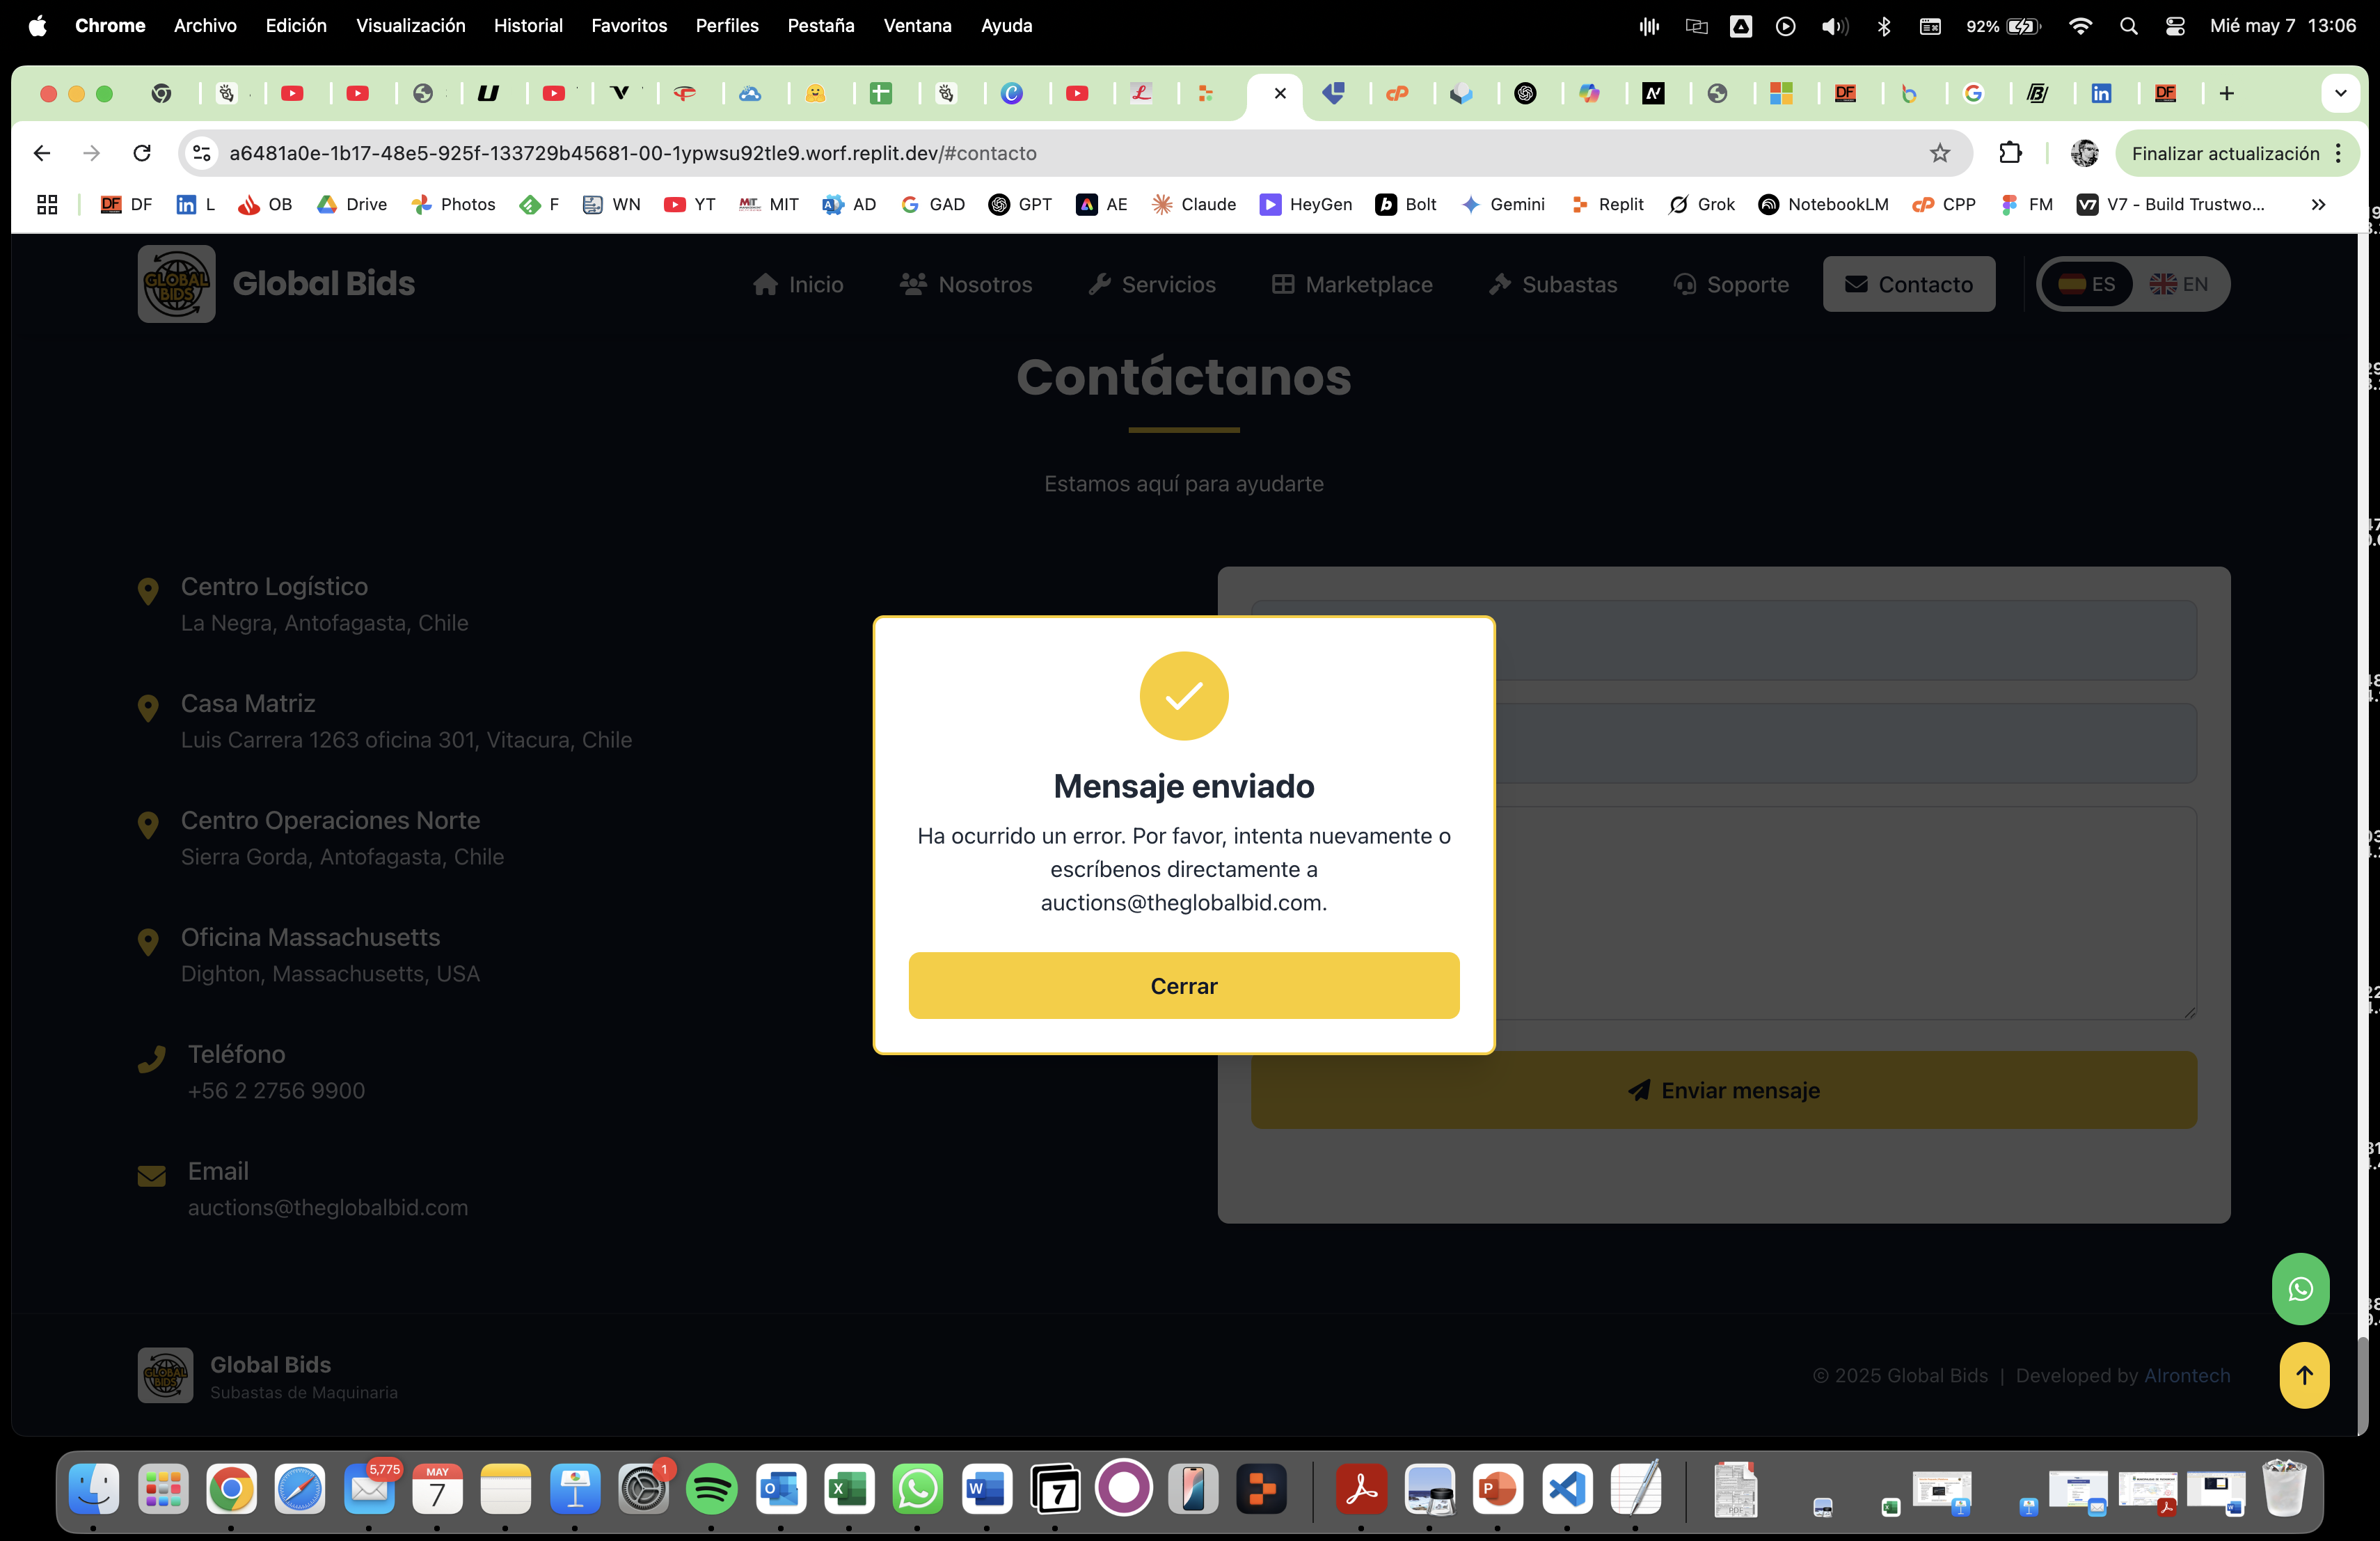 Chrome Archivo Edición Visualización Historial Favoritos Perfiles Pestaña Ventana Ayuda 92% Mié may 7 13:06
a6481a0e-1b17-48e5-925f-133729b45681-00-1ypwsu92tle9.worf.replit.dev/#contacto Finalizar actualización
DF L OB Drive Photos F WN YT MIT AD GAD GPT AE Claude HeyGen Bolt Gemini Replit Grok NotebookLM CPP FM V7 - Build Trustwo...
GLOBAL BIDS Global Bids Inicio Nosotros Servicios Marketplace Subastas Soporte Contacto ES EN
Contáctanos
Estamos aquí para ayudarte
Centro Logístico
La Negra, Antofagasta, Chile
Casa Matriz
Luis Carrera 1263 oficina 301, Vitacura, Chile
Centro Operaciones Norte
Sierra Gorda, Antofagasta, Chile
Oficina Massachusetts
Dighton, Massachusetts, USA
Teléfono
+56 2 2756 9900
Email
auctions@theglobalbid.com
Mensaje enviado
Ha ocurrido un error. Por favor, intenta nuevamente o
escríbenos directamente a
auctions@theglobalbid.com.
Cerrar
Enviar mensaje
GLOBAL BIDS
Global Bids
Subastas de Maquinaria
© 2025 Global Bids | Developed by AIrontech
5,775 MAY 7 1 7